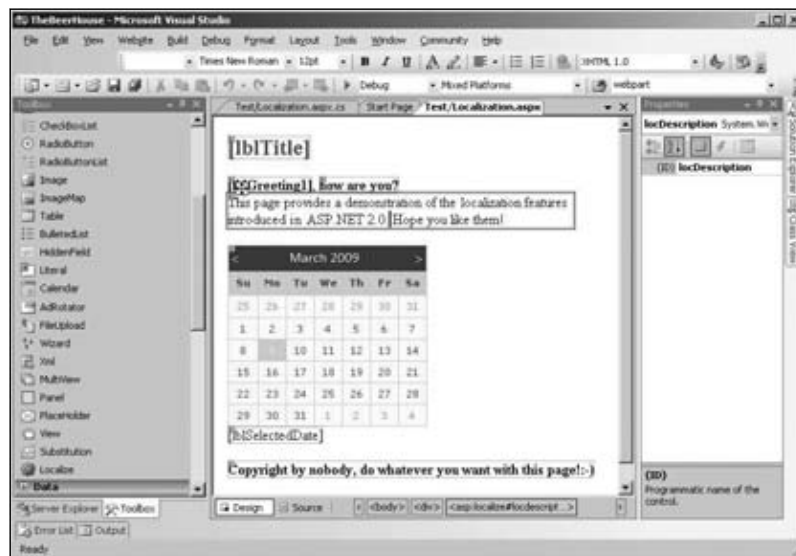 TheBeerHouse - Microsoft Visual Studio
File Edit View Website Build Debug Format Layout Tools Window Community Help
Times New Roman 12pt B I U A XHTML 1.0
Debug Mixed Platforms webpart
Toolbox
CheckBoxList
RadioButton
RadioButtonList
Image
ImageMap
Table
BulletedList
HiddenField
Literal
Calendar
AdRotator
FileUpload
Wizard
Xml
MultiView
Panel
PlaceHolder
View
Substitution
Localize
Data
Server Explorer Toolbox
Test/Localization.aspx.cs Start Page Test/Localization.aspx
[lblTitle]
how are you?
This page provides a demonstration of the localization features
introduced in ASP.NET 2.0 Hope you like them!
< March 2009 >
Su Mo Tu We Th Fr Sa
25 26 27 28 29 30 31
1 2 3 4 5 6 7
8 9 10 11 12 13 14
15 16 17 18 19 20 21
22 23 24 25 26 27 28
29 30 31 1 2 3 4
[lblSelectedDate]
Copyright by nobody, do whatever you want with this page!:-)
Design Source <body> <div> <asp:localize#locdescript...>
Properties
locDescription
(ID) locDescription
(ID)
Programmatic name of the
control.
Solution Explorer
Class View
Error List Output
Ready